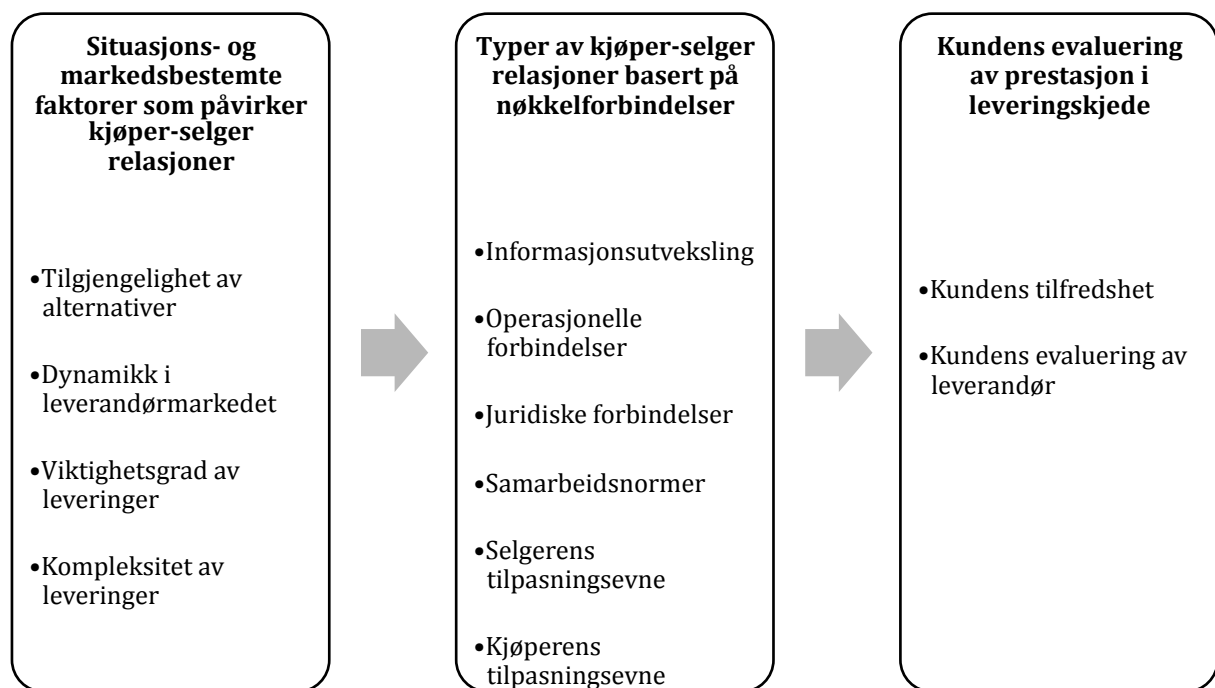 Situasjons- og
markedsbestemte
faktorer som påvirker
kjøper-selger
relasjoner
•Tilgjengelighet av
alternativer
•Dynamikk i
leverandørmarkedet
•Viktighetsgrad av
leveringer
•Kompleksitet av
leveringer
Typer av kjøper-selger
relasjoner basert på
nøkkelforbindelser
•Informasjonsutveksling
•Operasjonelle
forbindelser
•Juridiske forbindelser
•Samarbeidsnormer
•Selgerens
tilpasningsevne
•Kjøperens
tilpasningsevne
Kundens evaluering
av prestasjon i
leveringskjede
•Kundens tilfredshet
•Kundens evaluering av
leverandør